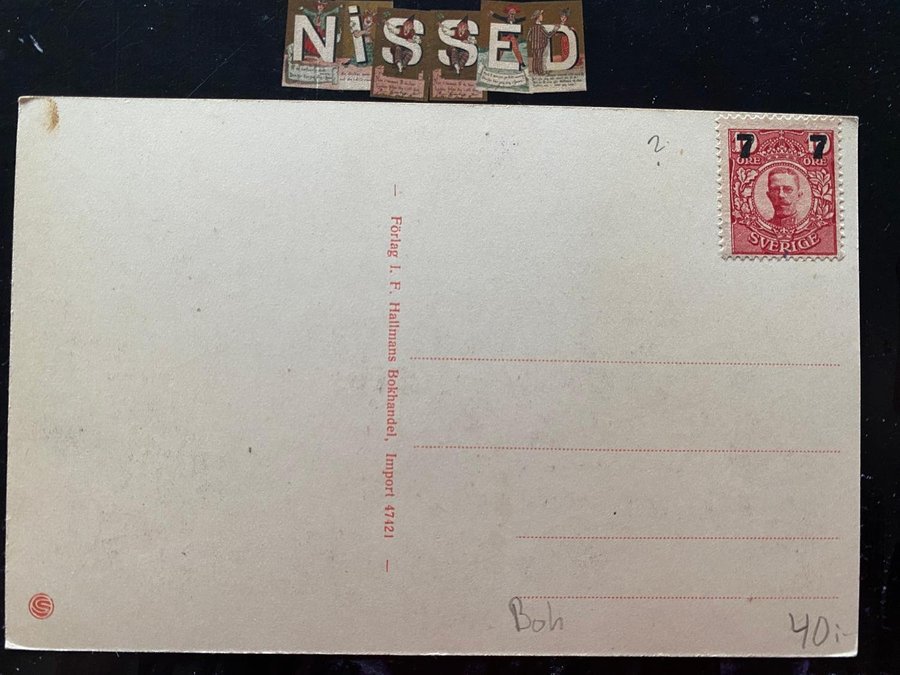 NiSSED
2
7 7
ÖRE ÖRE
SVERIGE
— Förlag I. F. Hallmans Bokhandel, Import 47421 —
Boh
40:-